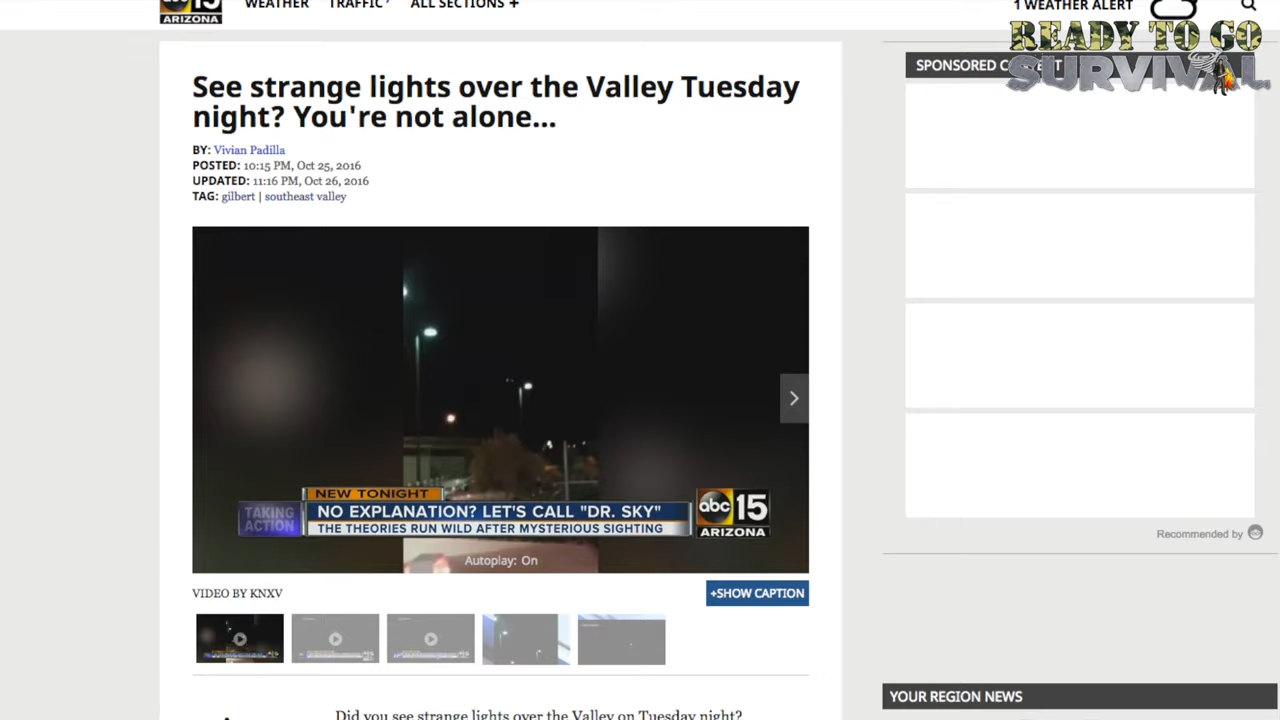 abc 15
ARIZONA
WEATHER
TRAFFIC
ALL SECTIONS +
1 WEATHER ALERT
READY TO GO
SURVIVAL.
SPONSORED
See strange lights over the Valley Tuesday
night? You're not alone...
BY: Vivian Padilla
POSTED: 10:15 PM, Oct 25, 2016
UPDATED: 11:16 PM, Oct 26, 2016
TAG: gilbert | southeast valley
NEW TONIGHT
TAKING
ACTION
NO EXPLANATION? LET'S CALL "DR. SKY"
THE THEORIES RUN WILD AFTER MYSTERIOUS SIGHTING
abc 15
ARIZONA
Autoplay: On
Recommended by
VIDEO BY KNXV
+SHOW CAPTION
YOUR REGION NEWS
Did you see strange lights over the Valley on Tuesday night?